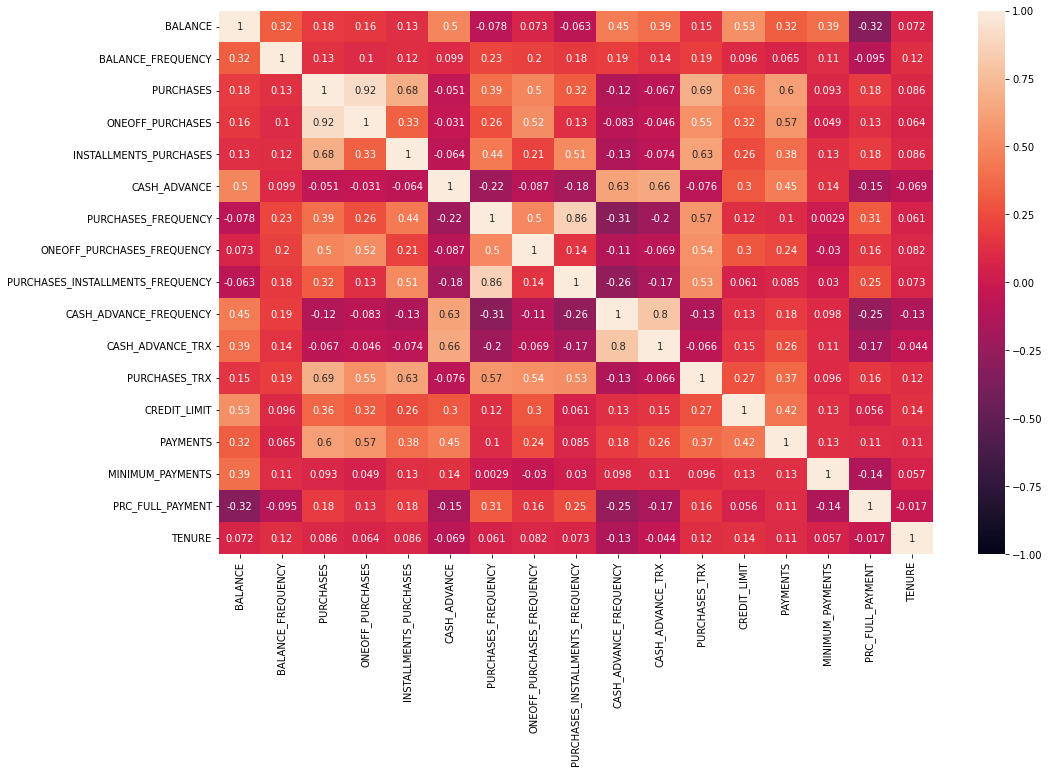 BALANCE 1 0.32 0.18 0.16 0.13 0.5 -0.078 0.073 -0.063 0.45 0.39 0.15 0.53 0.32 0.39 -0.32 0.072
BALANCE_FREQUENCY 0.32 1 0.13 0.1 0.12 0.099 0.23 0.2 0.18 0.19 0.14 0.19 0.096 0.065 0.11 -0.095 0.12
PURCHASES 0.18 0.13 1 0.92 0.68 -0.051 0.39 0.5 0.32 -0.12 -0.067 0.69 0.36 0.6 0.093 0.18 0.086
ONEOFF_PURCHASES 0.16 0.1 0.92 1 0.33 -0.031 0.26 0.52 0.13 -0.083 -0.046 0.55 0.32 0.57 0.049 0.13 0.064
INSTALLMENTS_PURCHASES 0.13 0.12 0.68 0.33 1 -0.064 0.44 0.21 0.51 -0.13 -0.074 0.63 0.26 0.38 0.13 0.18 0.086
CASH_ADVANCE 0.5 0.099 -0.051 -0.031 -0.064 1 -0.22 -0.087 -0.18 0.63 0.66 -0.076 0.3 0.45 0.14 -0.15 -0.069
PURCHASES_FREQUENCY -0.078 0.23 0.39 0.26 0.44 -0.22 1 0.5 0.86 -0.31 -0.2 0.57 0.12 0.1 0.0029 0.31 0.061
ONEOFF_PURCHASES_FREQUENCY 0.073 0.2 0.5 0.52 0.21 -0.087 0.5 1 0.14 -0.11 -0.069 0.54 0.3 0.24 -0.03 0.16 0.082
PURCHASES_INSTALLMENTS_FREQUENCY -0.063 0.18 0.32 0.13 0.51 -0.18 0.86 0.14 1 -0.26 -0.17 0.53 0.061 0.085 0.03 0.25 0.073
CASH_ADVANCE_FREQUENCY 0.45 0.19 -0.12 -0.083 -0.13 0.63 -0.31 -0.11 -0.26 1 0.8 -0.13 0.13 0.18 0.098 -0.25 -0.13
CASH_ADVANCE_TRX 0.39 0.14 -0.067 -0.046 -0.074 0.66 -0.2 -0.069 -0.17 0.8 1 -0.066 0.15 0.26 0.11 -0.17 -0.044
PURCHASES_TRX 0.15 0.19 0.69 0.55 0.63 -0.076 0.57 0.54 0.53 -0.13 -0.066 1 0.27 0.37 0.096 0.16 0.12
CREDIT_LIMIT 0.53 0.096 0.36 0.32 0.26 0.3 0.12 0.3 0.061 0.13 0.15 0.27 1 0.42 0.13 0.056 0.14
PAYMENTS 0.32 0.065 0.6 0.57 0.38 0.45 0.1 0.24 0.085 0.18 0.26 0.37 0.42 1 0.13 0.11 0.11
MINIMUM_PAYMENTS 0.39 0.11 0.093 0.049 0.13 0.14 0.0029 -0.03 0.03 0.098 0.11 0.096 0.13 0.13 1 -0.14 0.057
PRC_FULL_PAYMENT -0.32 -0.095 0.18 0.13 0.18 -0.15 0.31 0.16 0.25 -0.25 -0.17 0.16 0.056 0.11 -0.14 1 -0.017
TENURE 0.072 0.12 0.086 0.064 0.086 -0.069 0.061 0.082 0.073 -0.13 -0.044 0.12 0.14 0.11 0.057 -0.017 1
BALANCE
BALANCE_FREQUENCY
PURCHASES
ONEOFF_PURCHASES
INSTALLMENTS_PURCHASES
CASH_ADVANCE
PURCHASES_FREQUENCY
ONEOFF_PURCHASES_FREQUENCY
PURCHASES_INSTALLMENTS_FREQUENCY
CASH_ADVANCE_FREQUENCY
CASH_ADVANCE_TRX
PURCHASES_TRX
CREDIT_LIMIT
PAYMENTS
MINIMUM_PAYMENTS
PRC_FULL_PAYMENT
TENURE
1.00
0.75
0.50
0.25
0.00
−0.25
−0.50
−0.75
−1.00